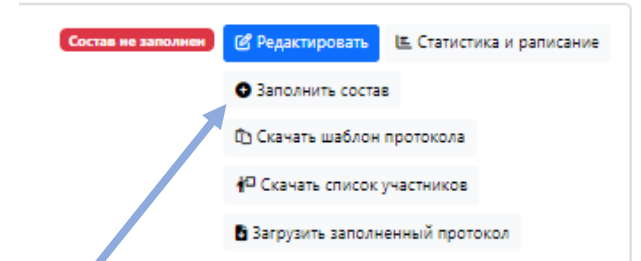 Состав не заполнен Редактировать Статистика и раписание
Заполнить состав
Скачать шаблон протокола
Скачать список участников
Загрузить заполненный протокол